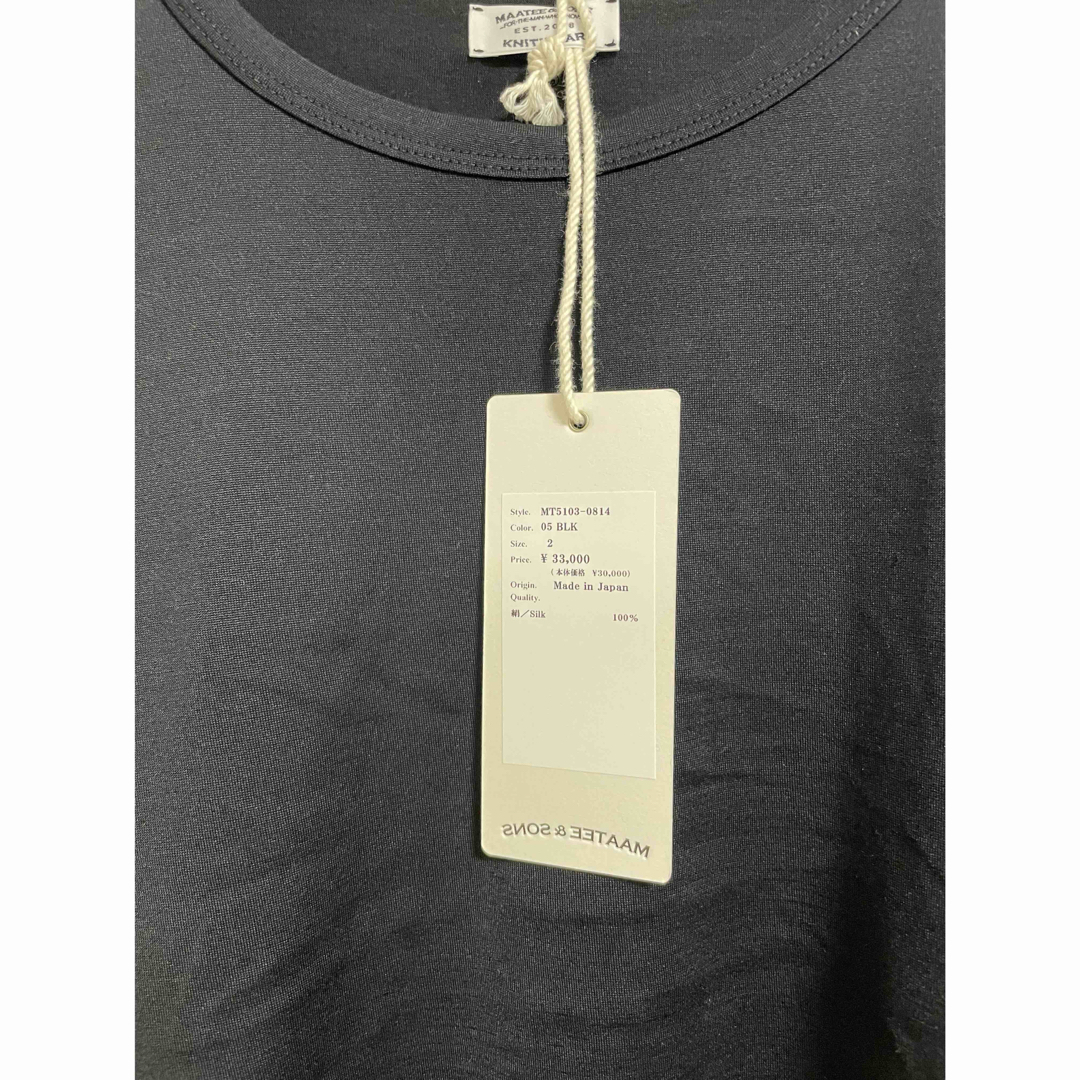 MAATEE
EST. 20
Style. MT5103-0814
Color. 05 BLK
Size. 2
Price. ¥ 33,000
(本体価格 ¥30,000)
Origin. Made in Japan
Quality.
絹/Silk 100%
MAATEE & SONS